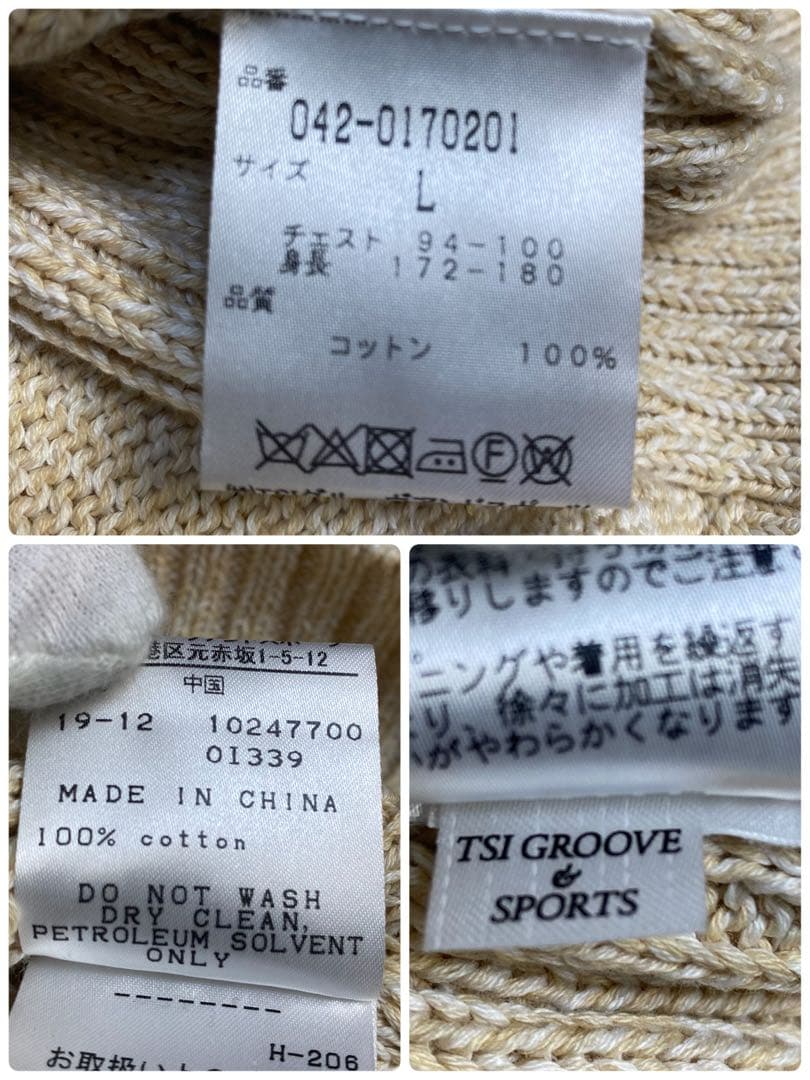 品番
042-0170201
サイズ
L
チェスト 94-100
身長 172-180
品質
コットン 100%
港区元赤坂1-5-12
中国
19-12 10247700
01339
MADE IN CHINA
100% cotton
DO NOT WASH
DRY CLEAN,
PETROLEUM SOLVENT
ONLY
--------
H-206
お取扱い
移りしますのでご注意
ニングや着用を繰返す
り、徐々に加工は消失
がやわらかくなります
TSI GROOVE
&
SPORTS